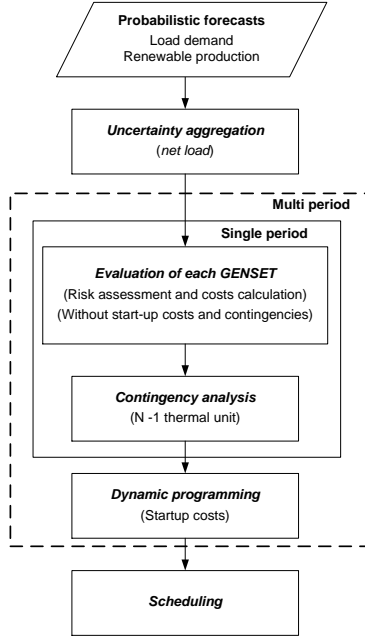 Probabilistic forecasts
Load demand
Renewable production
Uncertainty aggregation
(net load)
Multi period
Single period
Evaluation of each GENSET
(Risk assessment and costs calculation)
(Without start-up costs and contingencies)
Contingency analysis
(N -1 thermal unit)
Dynamic programming
(Startup costs)
Scheduling